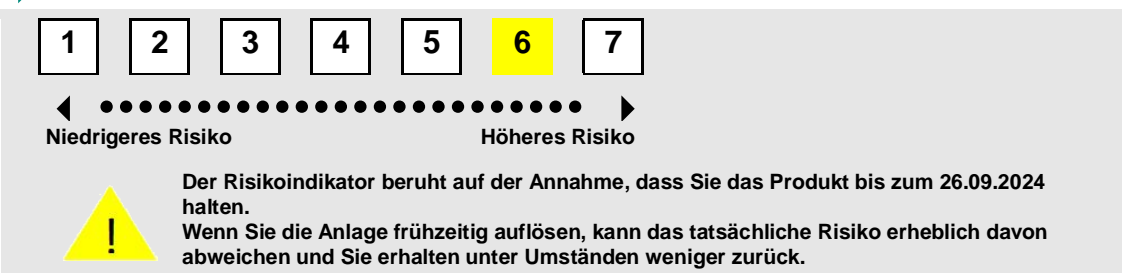 1 2 3 4 5 6 7
Niedrigeres Risiko Höheres Risiko
Der Risikoindikator beruht auf der Annahme, dass Sie das Produkt bis zum 26.09.2024
halten.
!
Wenn Sie die Anlage frühzeitig auflösen, kann das tatsächliche Risiko erheblich davon
abweichen und Sie erhalten unter Umständen weniger zurück.